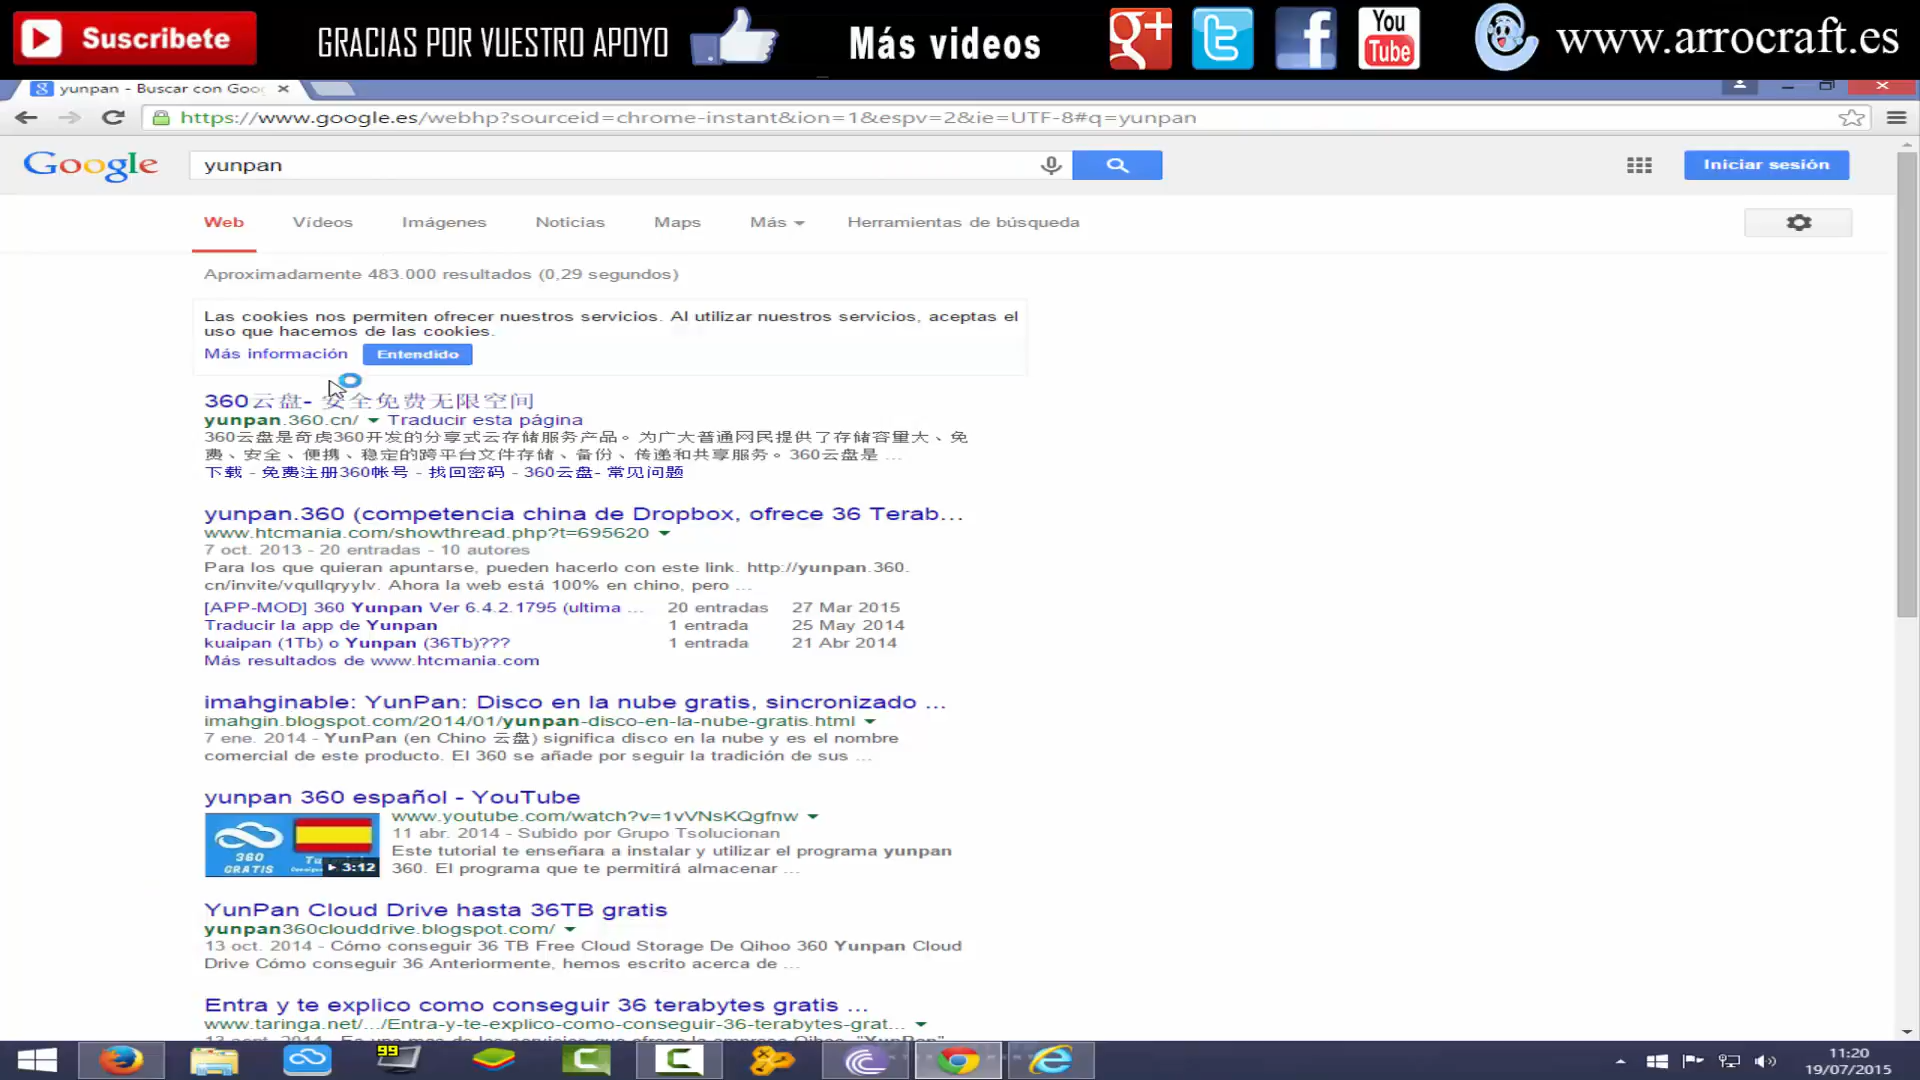 Suscribete GRACIAS POR VUESTRO APOYO Más videos g+ You Tube www.arrocraft.es
yunpan - Buscar con Goo
https://www.google.es/webhp?sourceid=chrome-instant&ion=1&espv=2&ie=UTF-8#q=yunpan
Google yunpan Iniciar sesión
Web Vídeos Imágenes Noticias Maps Más Herramientas de búsqueda
Aproximadamente 483.000 resultados (0,29 segundos)
Las cookies nos permiten ofrecer nuestros servicios. Al utilizar nuestros servicios, aceptas el
uso que hacemos de las cookies.
Más información Entendido
360云盘- 安全免费无限空间
yunpan.360.cn/ Traducir esta página
360云盘是奇虎360开发的分享式云存储服务产品。为广大普通网民提供了存储容量大、免
费、安全、便携、稳定的跨平台文件存储、备份、传递和共享服务。360云盘是 ...
下载 - 免费注册360帐号 - 找回密码 - 360云盘- 常见问题
yunpan.360 (competencia china de Dropbox, ofrece 36 Terab...
www.htcmania.com/showthread.php?t=695620
7 oct. 2013 - 20 entradas - 10 autores
Para los que quieran apuntarse, pueden hacerlo con este link. http://yunpan.360.
cn/invite/vqullqryylv. Ahora la web está 100% en chino, pero ...
[APP-MOD] 360 Yunpan Ver 6.4.2.1795 (ultima ... 20 entradas 27 Mar 2015
Traducir la app de Yunpan 1 entrada 25 May 2014
kuaipan (1Tb) o Yunpan (36Tb)??? 1 entrada 21 Abr 2014
Más resultados de www.htcmania.com
imahginable: YunPan: Disco en la nube gratis, sincronizado ...
imahgin.blogspot.com/2014/01/yunpan-disco-en-la-nube-gratis.html
7 ene. 2014 - YunPan (en Chino 云盘) significa disco en la nube y es el nombre
comercial de este producto. El 360 se añade por seguir la tradición de sus ...
yunpan 360 español - YouTube
www.youtube.com/watch?v=1vVNsKQgfnw
11 abr. 2014 - Subido por Grupo Tsolucionan
Este tutorial te enseñara a instalar y utilizar el programa yunpan
360. El programa que te permitirá almacenar ...
360
GRATIS
3:12
YunPan Cloud Drive hasta 36TB gratis
yunpan360clouddrive.blogspot.com/
13 oct. 2014 - Cómo conseguir 36 TB Free Cloud Storage De Qihoo 360 Yunpan Cloud
Drive Cómo conseguir 36 Anteriormente, hemos escrito acerca de ...
Entra y te explico como conseguir 36 terabytes gratis ...
www.taringa.net/.../Entra-y-te-explico-como-conseguir-36-terabytes-grat...
99
11:20
19/07/2015